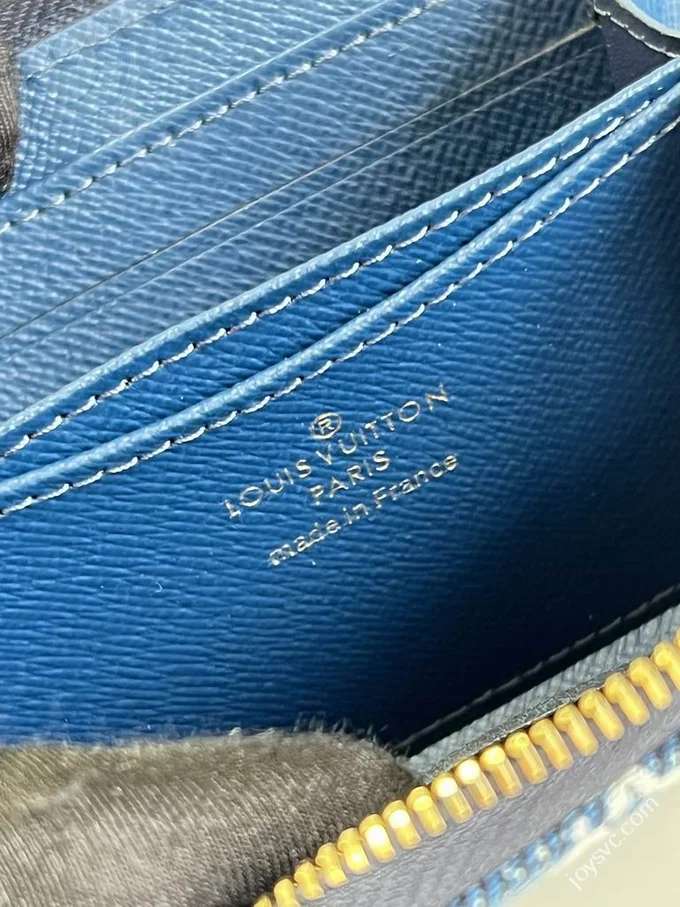 ®
LOUIS VUITTON
PARIS
made in France
joysvc.com